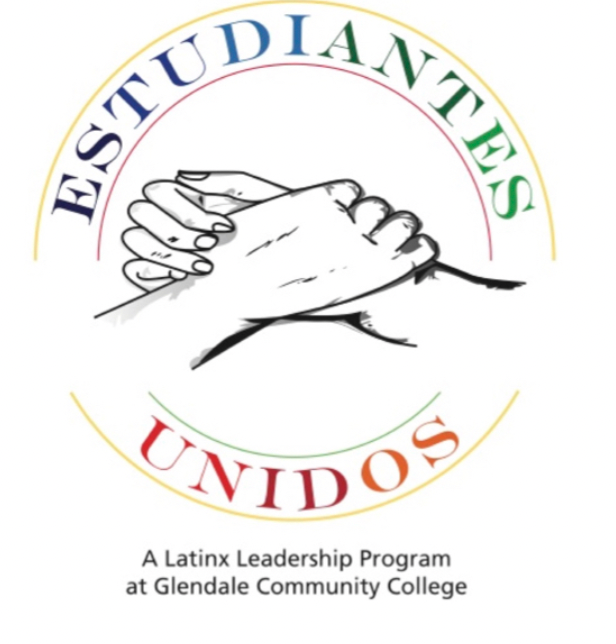 ESTUDIANTES
UNIDOS
A Latinx Leadership Program
at Glendale Community College